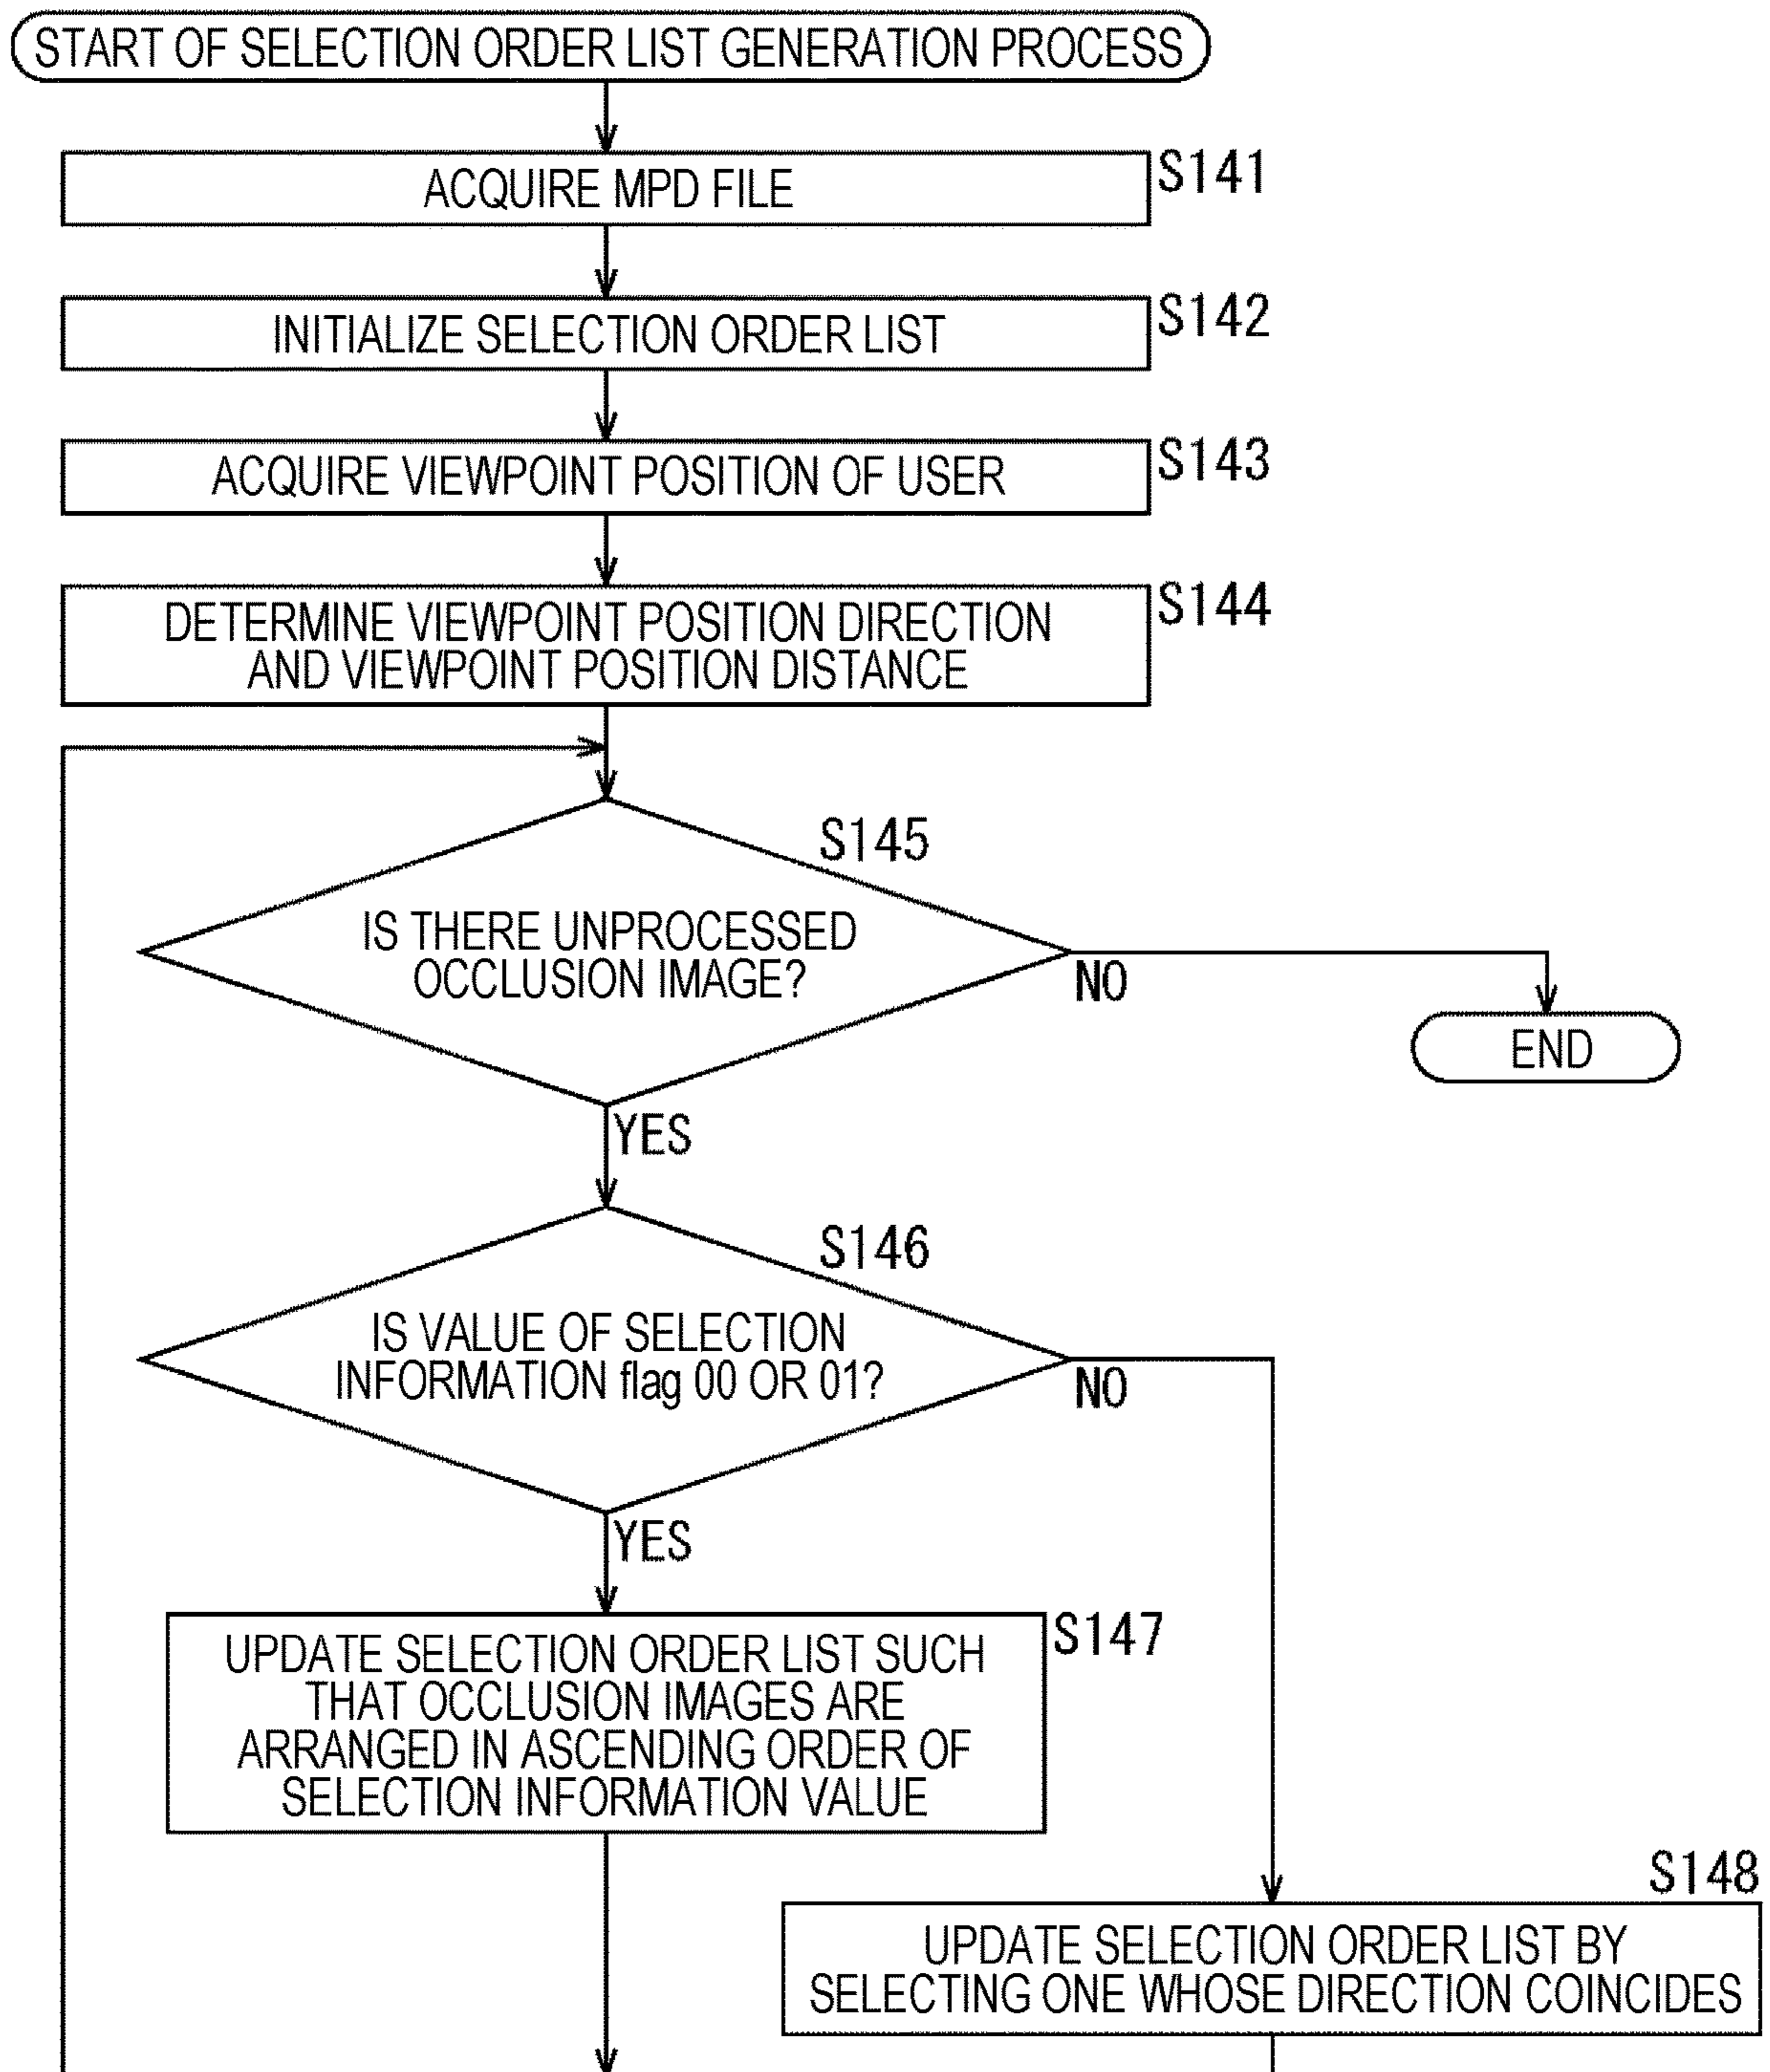 START OF SELECTION ORDER LIST GENERATION PROCESS
S141
ACQUIRE MPD FILE
S142
INITIALIZE SELECTION ORDER LIST
S143
ACQUIRE VIEWPOINT POSITION OF USER
S144
DETERMINE VIEWPOINT POSITION DIRECTION
AND VIEWPOINT POSITION DISTANCE
S145
IS THERE UNPROCESSED
OCCLUSION IMAGE?
NO
END
YES
S146
IS VALUE OF SELECTION
INFORMATION flag 00 OR 01?
NO
YES
S147
UPDATE SELECTION ORDER LIST SUCH
THAT OCCLUSION IMAGES ARE
ARRANGED IN ASCENDING ORDER OF
SELECTION INFORMATION VALUE
S148
UPDATE SELECTION ORDER LIST BY
SELECTING ONE WHOSE DIRECTION COINCIDES